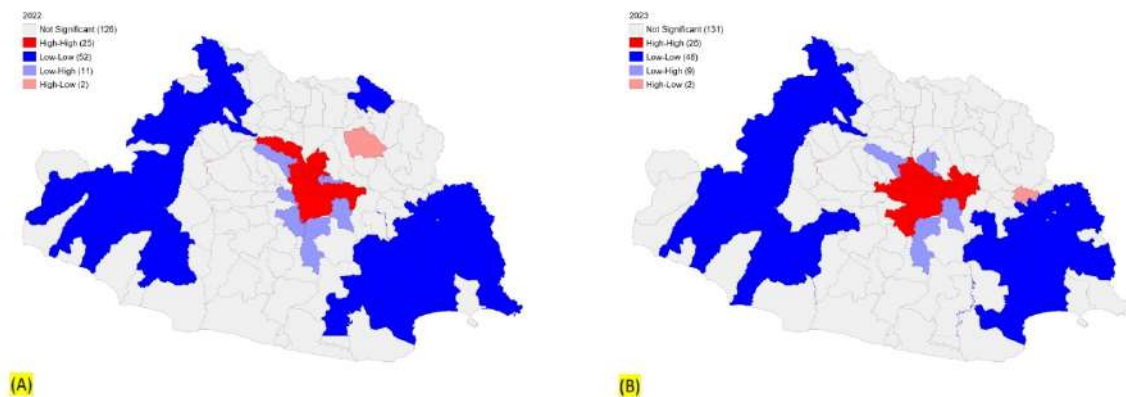 2022
Not Significant (126)
High-High (25)
Low-Low (52)
Low-High (11)
High-Low (2)
(A)
2023
Not Significant (131)
High-High (26)
Low-Low (48)
Low-High (9)
High-Low (2)
(B)